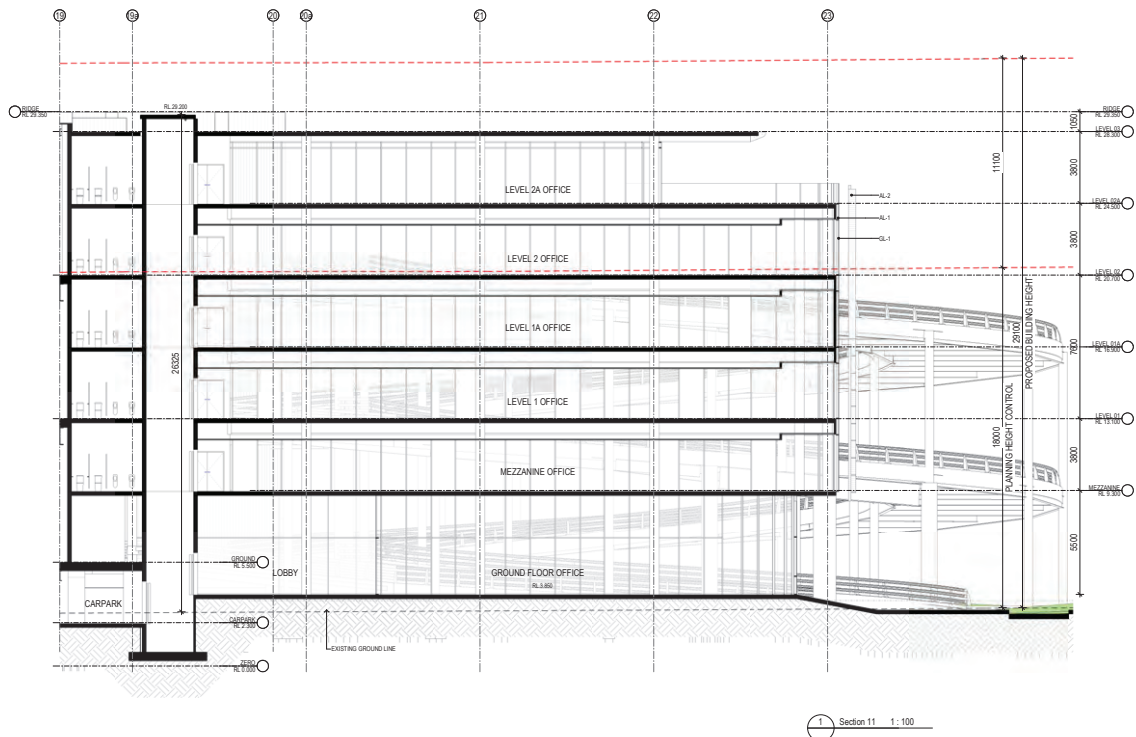 19
19a
20
20a
21
22
23
RIDGE
RL 29.350
RL.29.200
RIDGE
RL 29.350
1050
LEVEL 03
RL 28.300
11100
3800
LEVEL 2A OFFICE
AL-2
LEVEL 02A
RL 24.500
AL-1
GL-1
3800
LEVEL 2 OFFICE
LEVEL 02
RL 20.700
LEVEL 1A OFFICE
29100
PROPOSED BUILDING HEIGHT
7600
LEVEL 01A
RL 16.900
26325
LEVEL 1 OFFICE
LEVEL 01
RL 13.100
18000
PLANNING HEIGHT CONTROL
3800
MEZZANINE OFFICE
MEZZANINE
RL 9.300
5500
GROUND
RL 5.500
LOBBY
GROUND FLOOR OFFICE
RL.3.850
CARPARK
CARPARK
RL 2.300
EXISTING GROUND LINE
ZERO
RL 0.000
1 Section 11 1 : 100